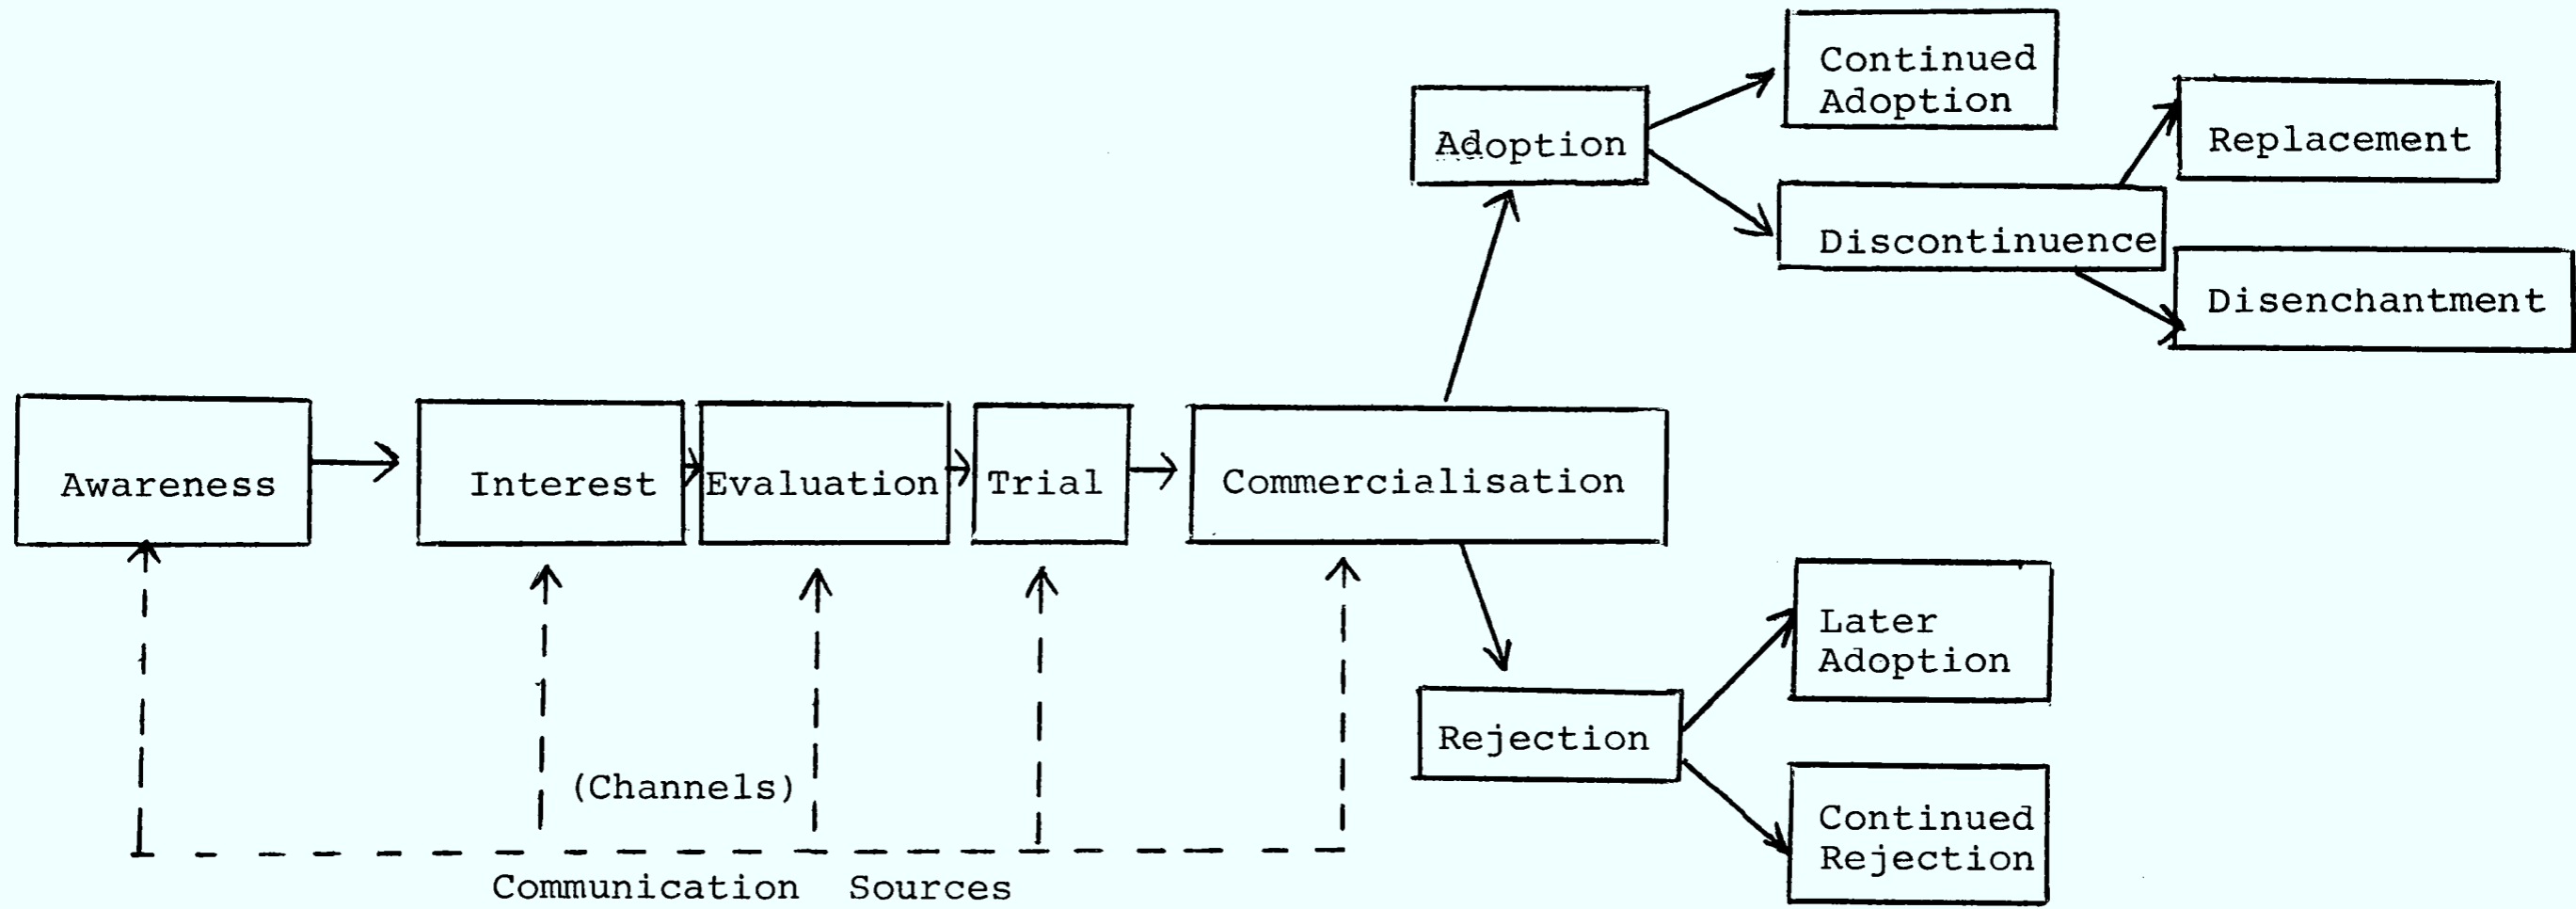 Continued
Adoption
Adoption
Replacement
Discontinuence
Disenchantment
Awareness
Interest
Evaluation
Trial
Commercialisation
Later
Adoption
Rejection
(Channels)
Continued
Rejection
Communication Sources